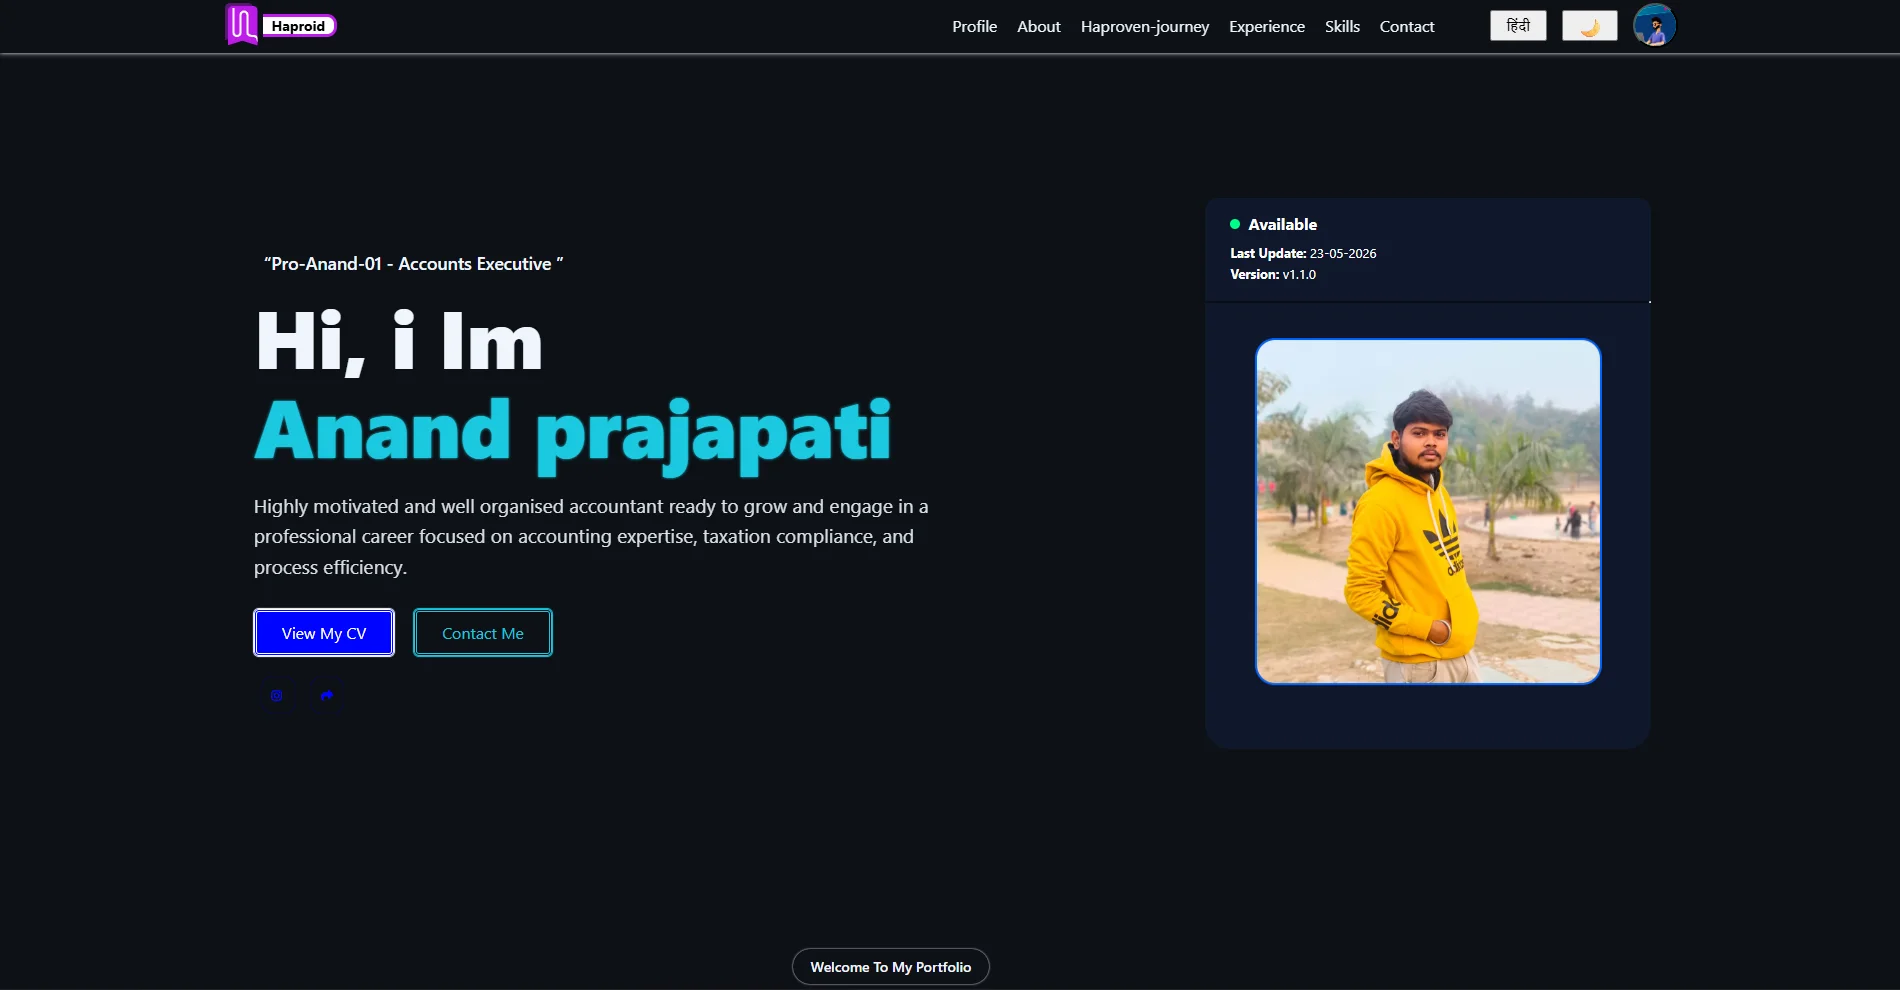 Haproid
Profile About Haproven-journey Experience Skills Contact हिंदी
“Pro-Anand-01 - Accounts Executive ”
Hi, i Im
Anand prajapati
Highly motivated and well organised accountant ready to grow and engage in a
professional career focused on accounting expertise, taxation compliance, and
process efficiency.
View My CV Contact Me
Available
Last Update: 23-05-2026
Version: v1.1.0
Welcome To My Portfolio